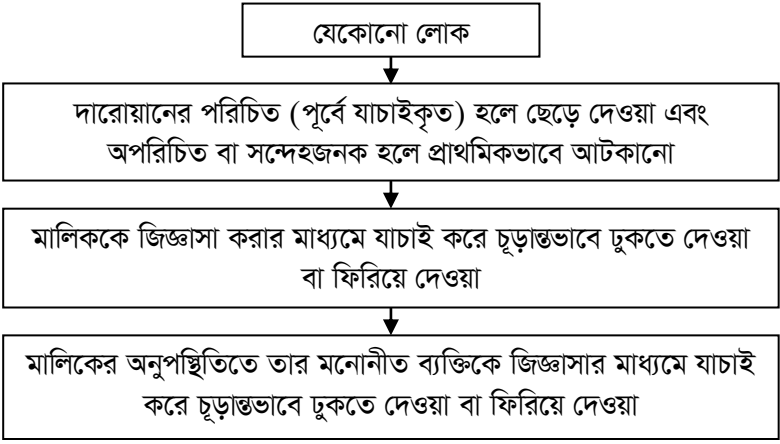 যেকোনো লোক
দারোয়ানের পরিচিত (পূর্বে যাচাইকৃত) হলে ছেড়ে দেওয়া এবং
অপরিচিত বা সন্দেহজনক হলে প্রাথমিকভাবে আটকানো
মালিককে জিজ্ঞাসা করার মাধ্যমে যাচাই করে চূড়ান্তভাবে ঢুকতে দেওয়া
বা ফিরিয়ে দেওয়া
মালিকের অনুপস্থিতিতে তার মনোনীত ব্যক্তিকে জিজ্ঞাসার মাধ্যমে যাচাই
করে চূড়ান্তভাবে ঢুকতে দেওয়া বা ফিরিয়ে দেওয়া